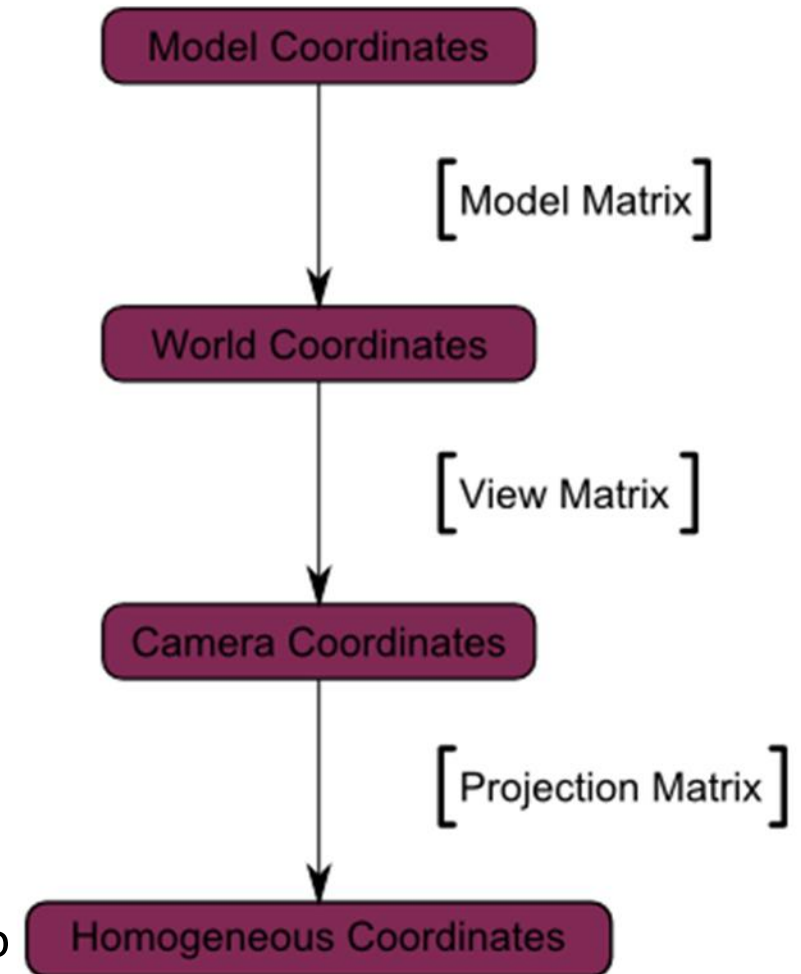 Model Coordinates
[Model Matrix]
World Coordinates
[View Matrix]
Camera Coordinates
[Projection Matrix]
Homogeneous Coordinates